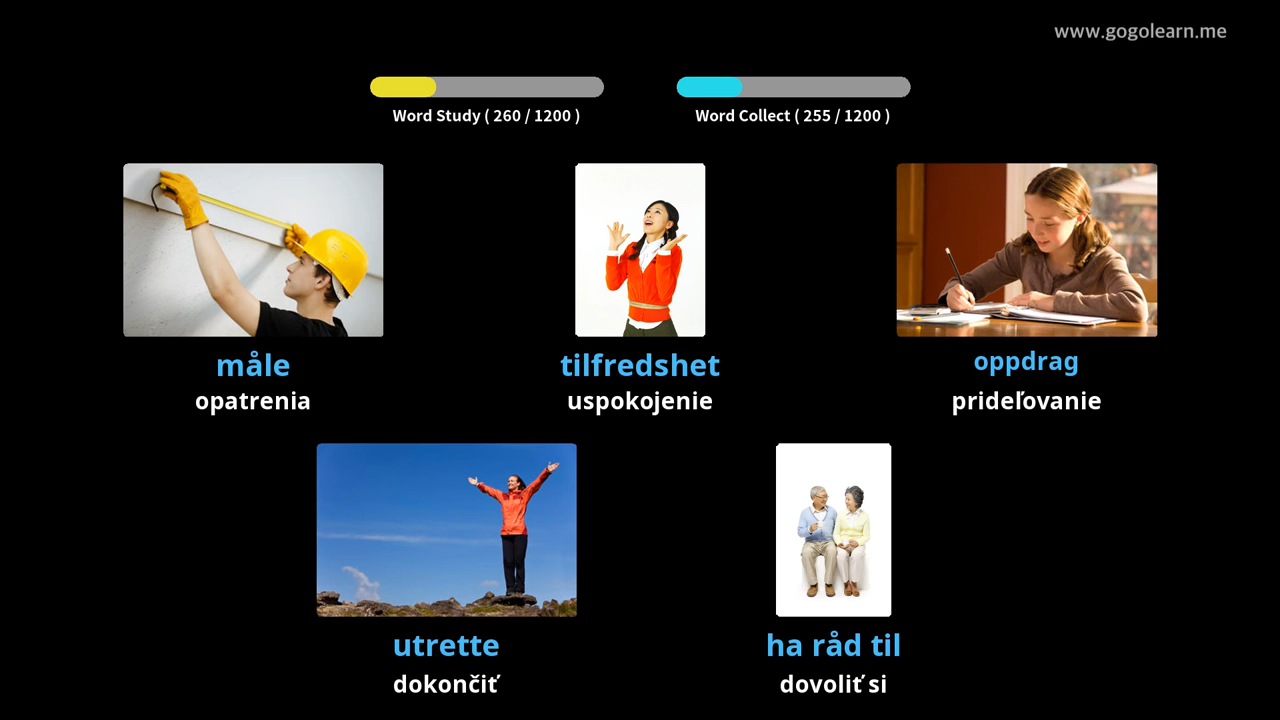 www.gogolearn.me
Word Study ( 260 / 1200 )
Word Collect ( 255 / 1200 )
måle
opatrenia
tilfredshet
uspokojenie
oppdrag
prideľovanie
utrette
dokončiť
ha råd til
dovoliť si